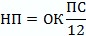 НП = ОК ПС/12